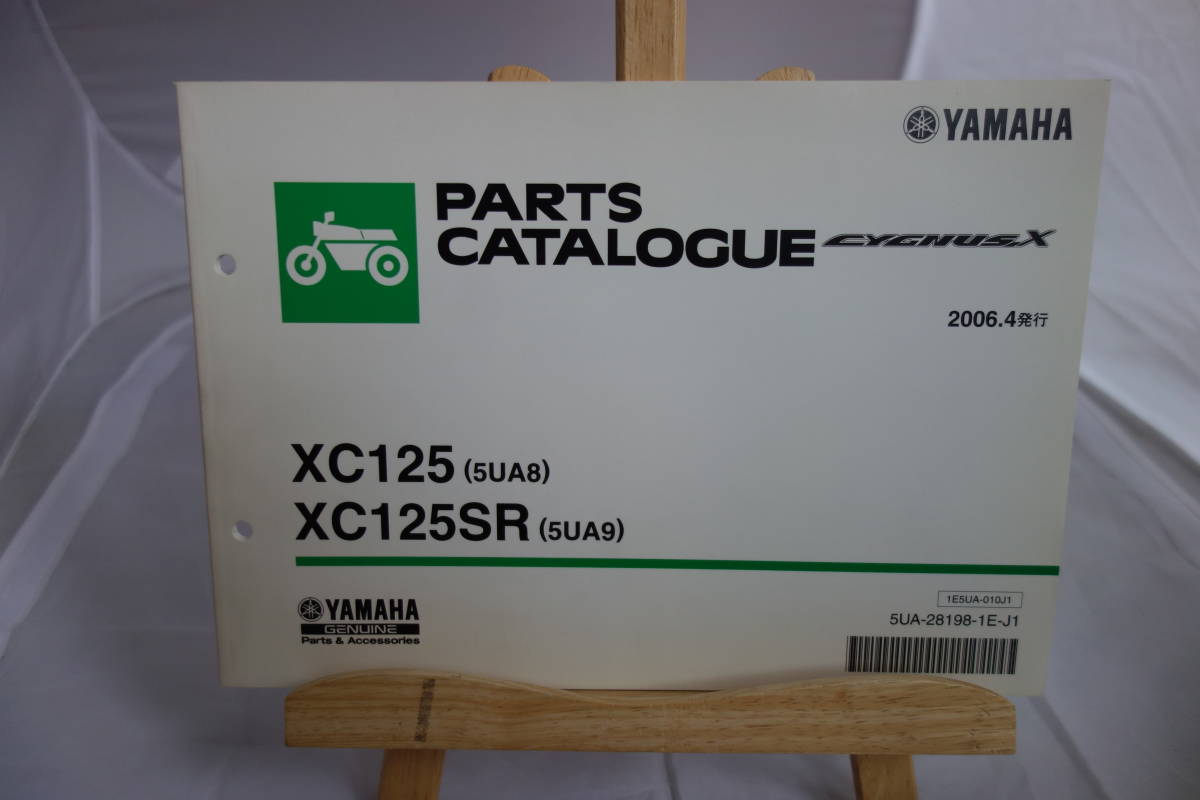 YAMAHA
PARTS
CATALOGUE CYGNUS X
2006.4発行
XC125 (5UA8)
XC125SR (5UA9)
YAMAHA
GENUINE
Parts & Accessories
1E5UA-010J1
5UA-28198-1E-J1